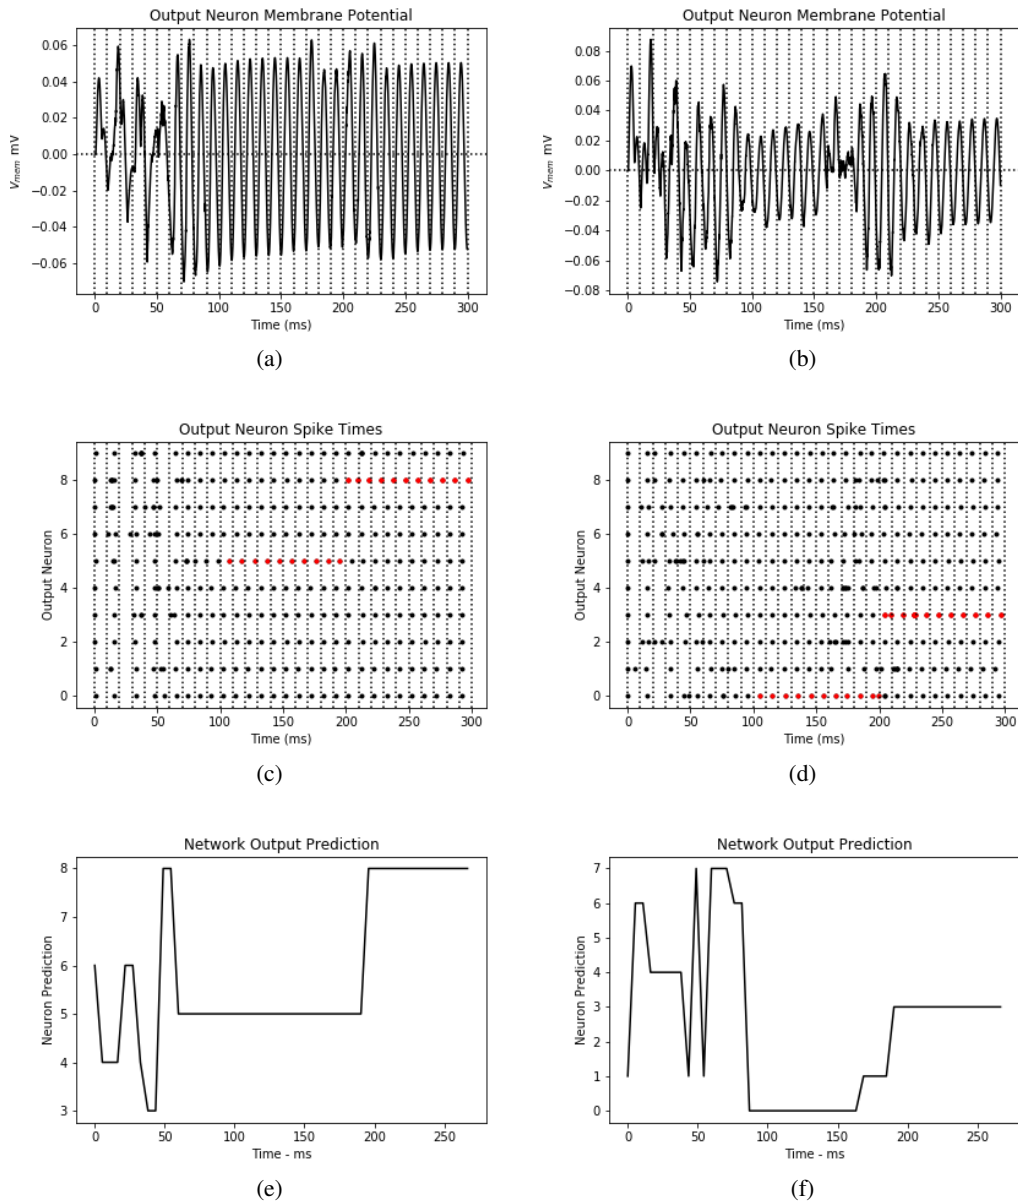 Output Neuron Membrane Potential
0.06
0.04
0.02
0.00
−0.02
−0.04
−0.06
V_mem mV
0 50 100 150 200 250 300
Time (ms)
(a)
Output Neuron Membrane Potential
0.08
0.06
0.04
0.02
0.00
−0.02
−0.04
−0.06
−0.08
V_mem mV
0 50 100 150 200 250 300
Time (ms)
(b)
Output Neuron Spike Times
8
6
4
2
0
Output Neuron
0 50 100 150 200 250 300
Time (ms)
(c)
Output Neuron Spike Times
8
6
4
2
0
Output Neuron
0 50 100 150 200 250 300
Time (ms)
(d)
Network Output Prediction
8
7
6
5
4
3
Neuron Prediction
0 50 100 150 200 250
Time - ms
(e)
Network Output Prediction
7
6
5
4
3
2
1
0
Neuron Prediction
0 50 100 150 200 250
Time - ms
(f)